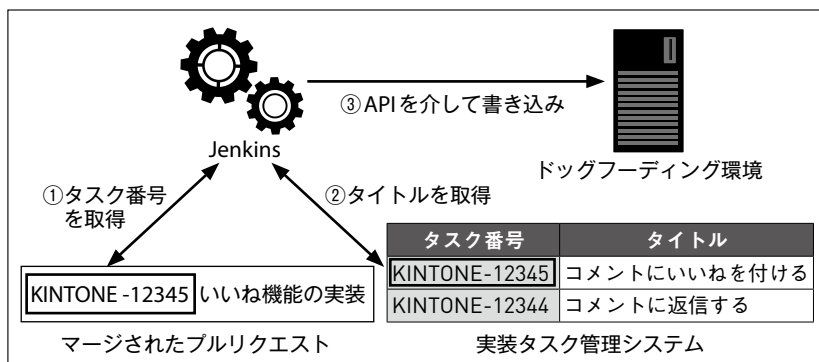 Jenkins
③APIを介して書き込み
ドッグフーディング環境
①タスク番号
を取得
②タイトルを取得
KINTONE -12345 いいね機能の実装
マージされたプルリクエスト
タスク番号 タイトル
KINTONE-12345 コメントにいいねを付ける
KINTONE-12344 コメントに返信する
実装タスク管理システム